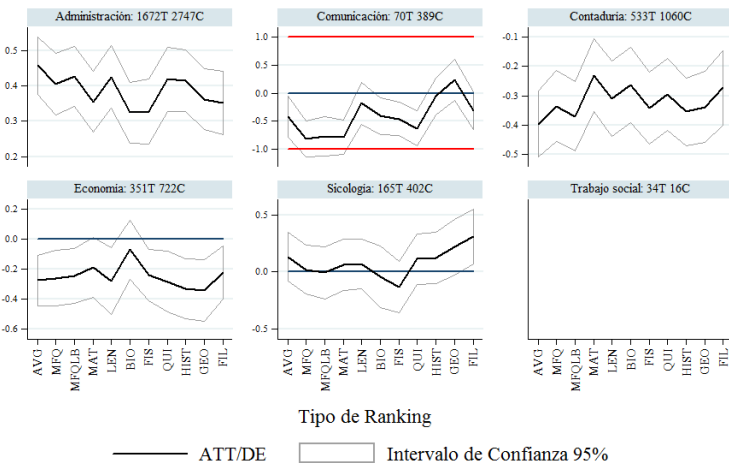 Administración: 1672T 2747C
Comunicación: 70T 389C
Contaduria: 533T 1060C
0.5
0.4
0.3
0.2
1.0
0.5
0.0
-0.5
-1.0
-0.1
-0.2
-0.3
-0.4
-0.5
Economia: 351T 722C
Sicologia: 165T 402C
Trabajo social: 34T 16C
0.2
0.0
-0.2
-0.4
-0.6
0.5
0.0
-0.5
AVG MFQ MFQLB MAT LEN BIO FIS QUI HIST GEO FIL
AVG MFQ MFQLB MAT LEN BIO FIS QUI HIST GEO FIL
AVG MFQ MFQLB MAT LEN BIO FIS QUI HIST GEO FIL
Tipo de Ranking
ATT/DE Intervalo de Confianza 95%